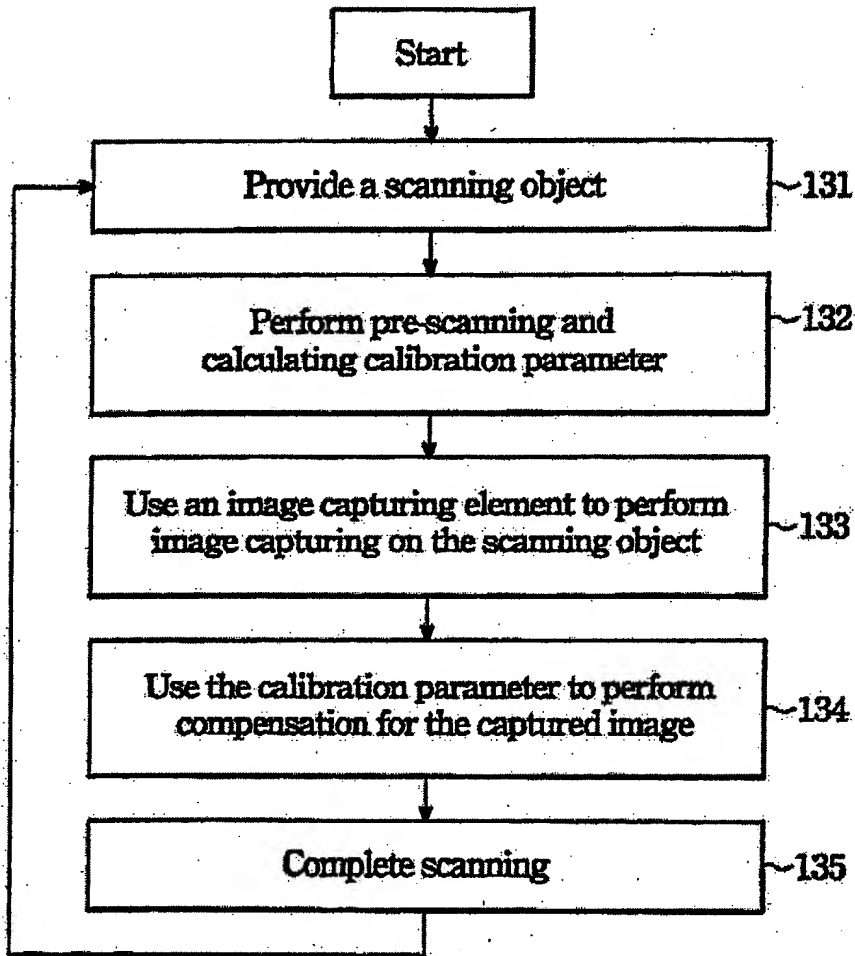 Start
Provide a scanning object
131
Perform pre-scanning and
calculating calibration parameter
132
Use an image capturing element to perform
image capturing on the scanning object
133
Use the calibration parameter to perform
compensation for the captured image
134
Complete scanning
135